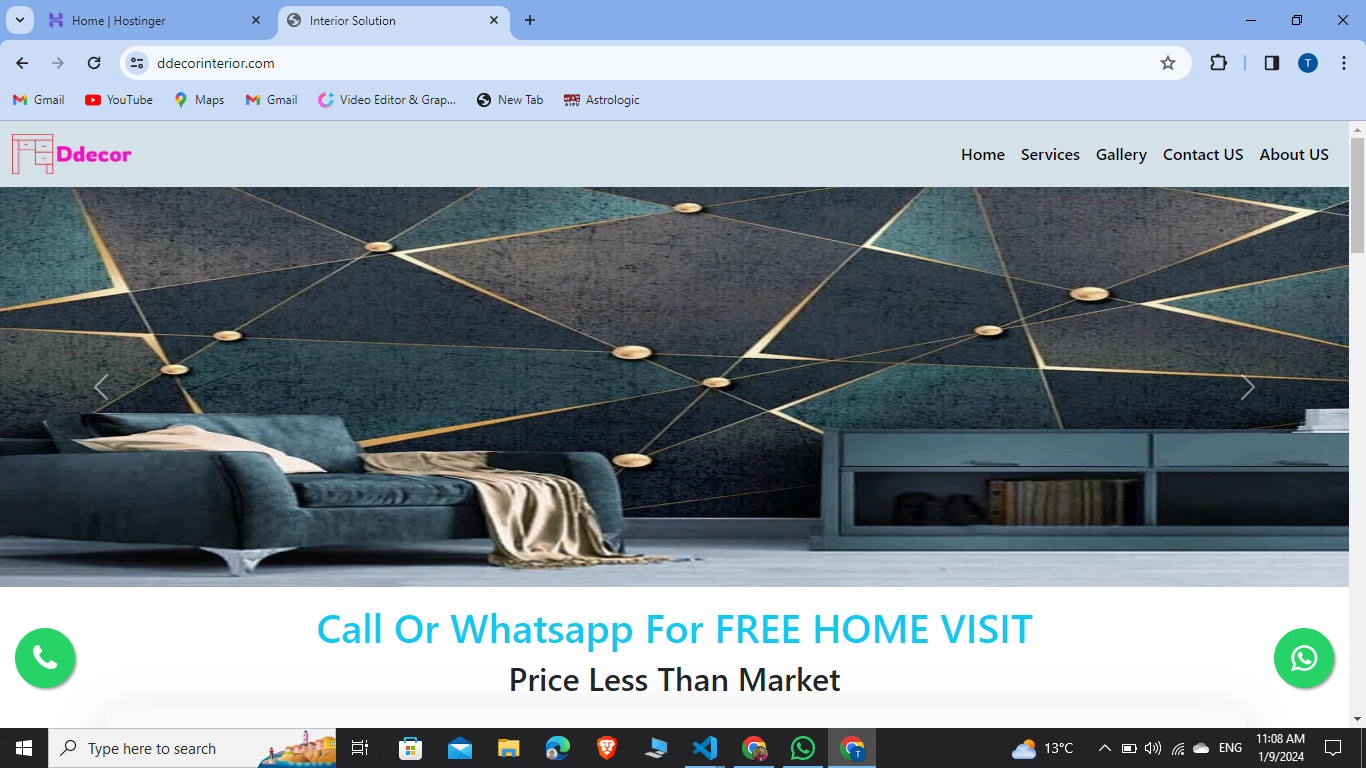 Home | Hostinger
Interior Solution
ddecorinterior.com
T
Gmail
YouTube
Maps
Gmail
Video Editor & Grap...
New Tab
Astrologic
Ddecor
Home
Services
Gallery
Contact US
About US
Call Or Whatsapp For FREE HOME VISIT
Price Less Than Market
Type here to search
T
13°C
ENG
11:08 AM
1/9/2024